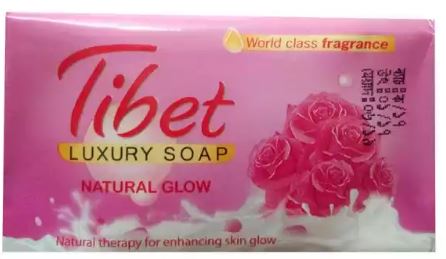 World class fragrance
Tibet
LUXURY SOAP
NATURAL GLOW
Natural therapy for enhancing skin glow